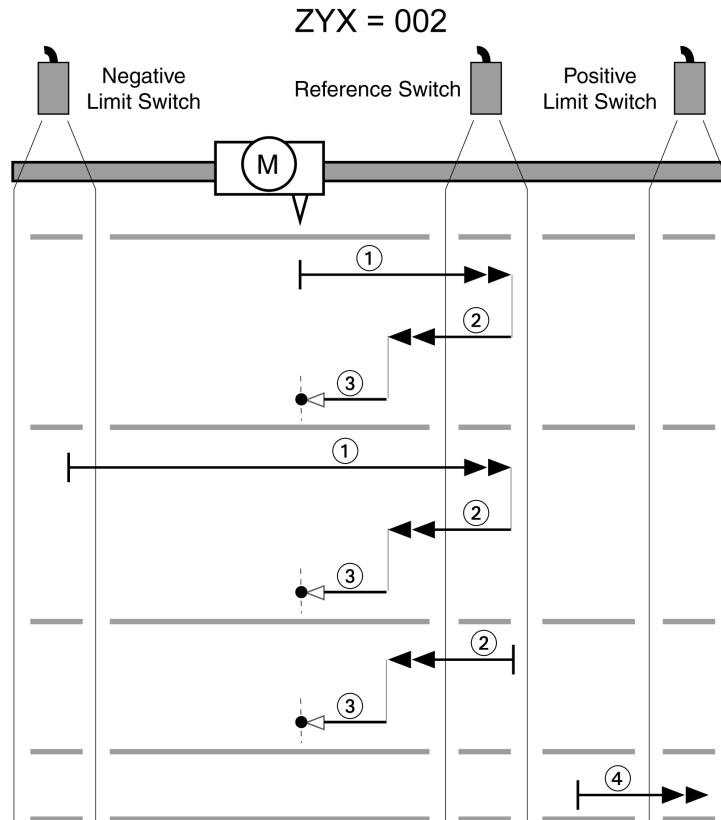 ZYX = 002
Negative
Limit Switch
Reference Switch
Positive
Limit Switch
M
1
2
3
1
2
3
2
3
4